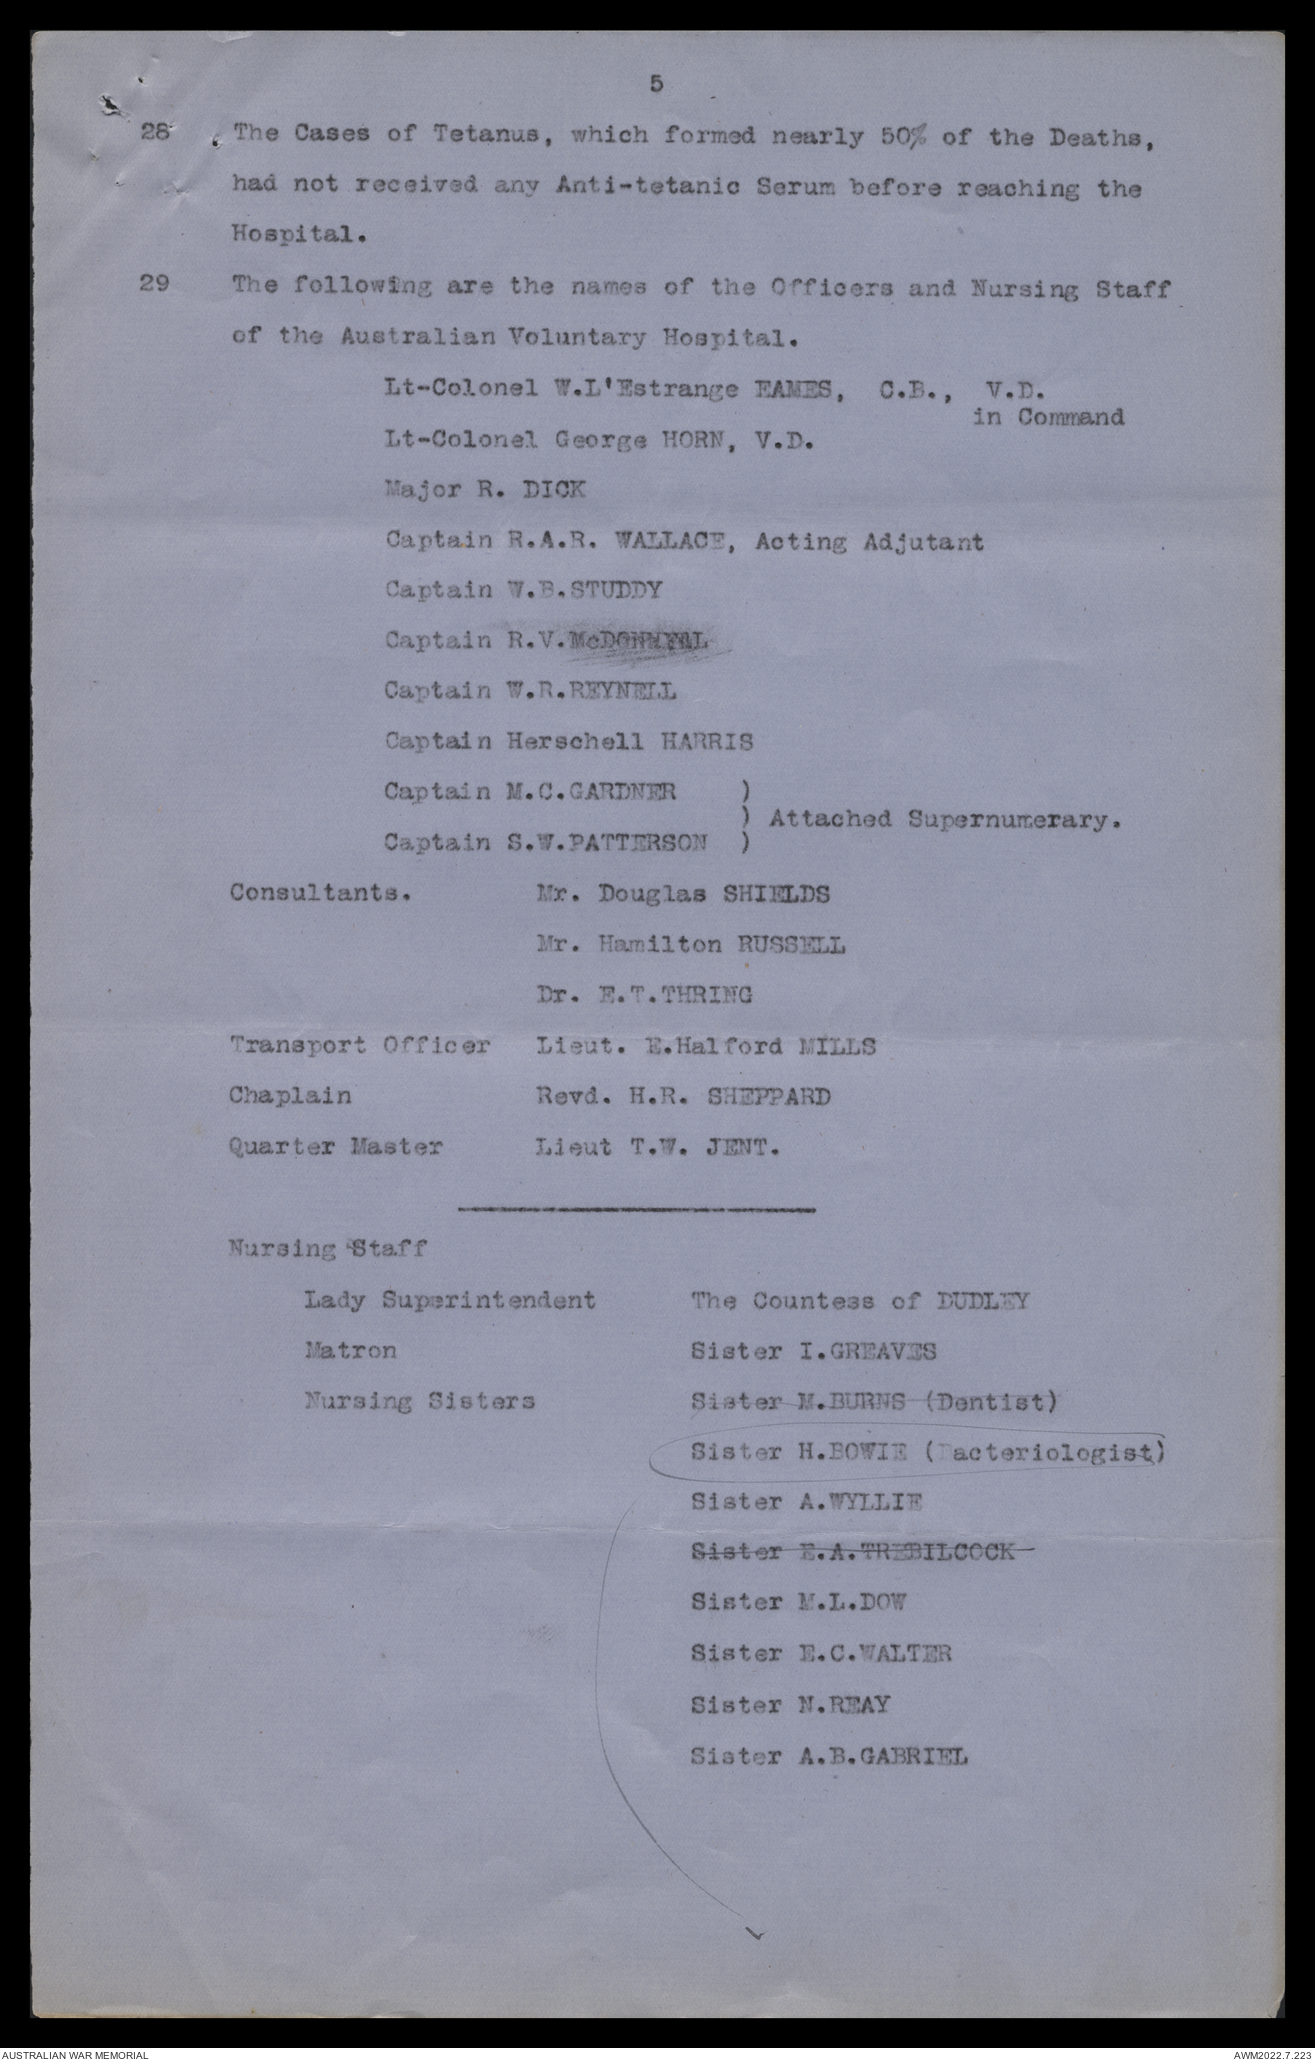 5
28 The Cases of Tetanus, which formed nearly 50% of the Deaths,
had not received any Anti-tetanic Serum before reaching the
Hospital.
29 The following are the names of the Officers and Nursing Staff
of the Australian Voluntary Hospital.
Lt-Colonel W.L'Estrange EAMES, C.B., V.D.
in Command
Lt-Colonel George HORN, V.D.
Major R. DICK
Captain R.A.R. WALLACE, Acting Adjutant
Captain W.B.STUDDY
Captain R.V.
Captain W.R.REYNELL
Captain Herschell HARRIS
Captain M.C.GARDNER )
) Attached Supernumerary.
Captain S.W.PATTERSON )
Consultants. Mr. Douglas SHIELDS
Mr. Hamilton RUSSELL
Dr. E.T.THRING
Transport Officer Lieut. E.Halford MILLS
Chaplain Revd. H.R. SHEPPARD
Quarter Master Lieut T.W. JENT.
Nursing Staff
Lady Superintendent The Countess of DUDLEY
Matron Sister I.GREAVES
Nursing Sisters Sister M.BURNS (Dentist)
Sister H.BOWIE (Bacteriologist)
Sister A.WYLLIE
Sister E.A.TREBILCOCK
Sister M.L.DOW
Sister E.C.WALTER
Sister N.REAY
Sister A.B.GABRIEL
AUSTRALIAN WAR MEMORIAL
AWM2022.7.223